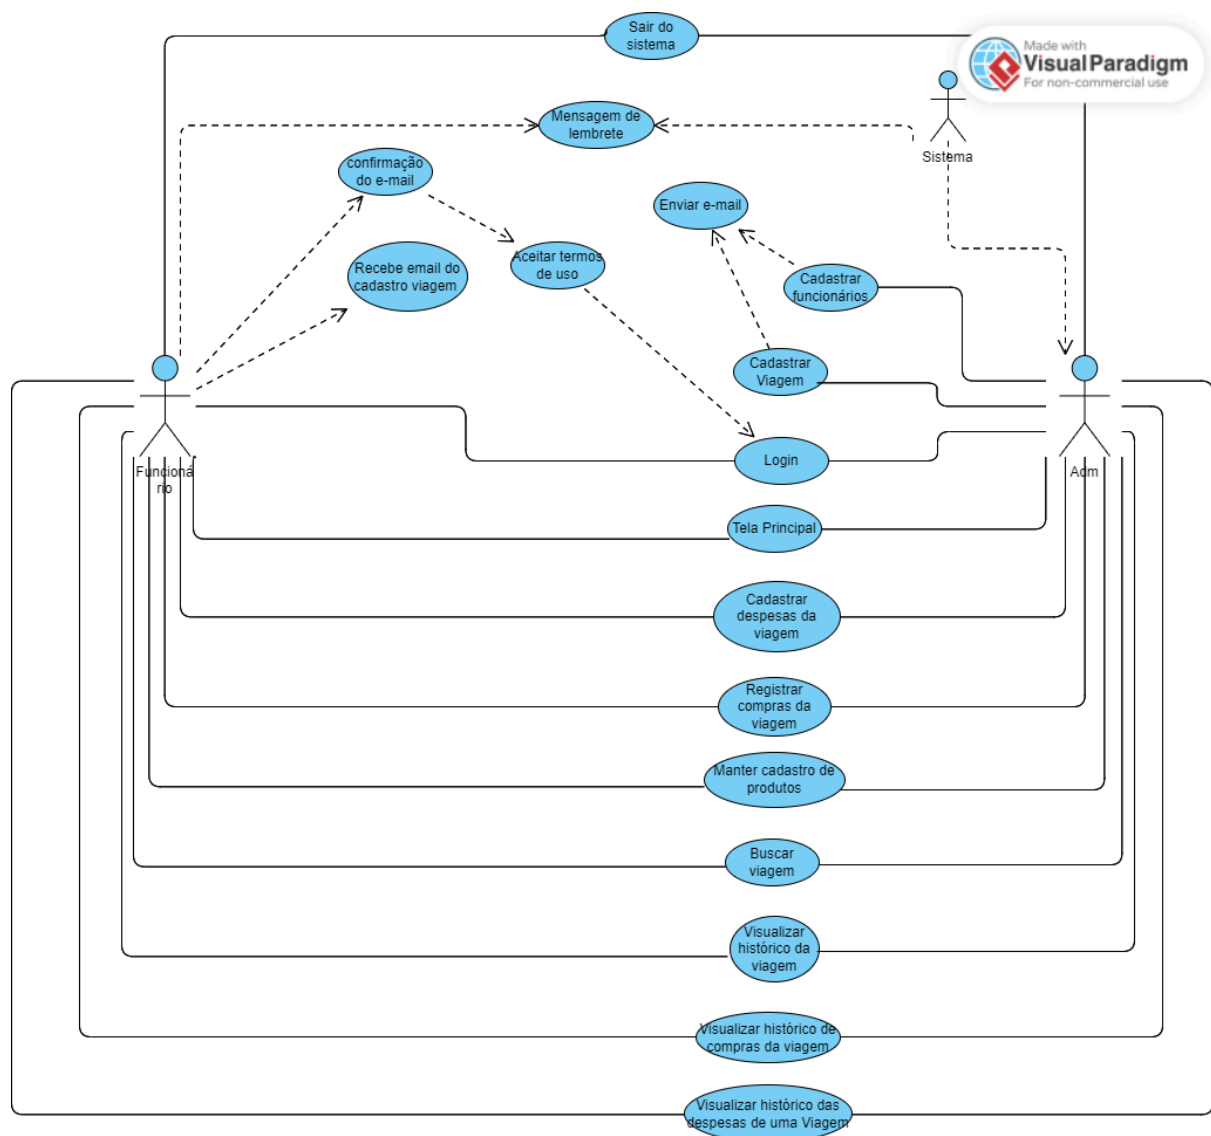 Sair do
sistema
Made with
Visual Paradigm
For non-commercial use
Mensagem de
lembrete
Sistema
confirmação
do e-mail
Enviar e-mail
Aceitar termos
de uso
Recebe email do
cadastro viagem
Cadastrar
funcionários
Cadastrar
Viagem
Login
Funcioná
rio
Adm
Tela Principal
Cadastrar
despesas da
viagem
Registrar
compras da
viagem
Manter cadastro de
produtos
Buscar
viagem
Visualizar
histórico da
viagem
Visualizar histórico de
compras da viagem
Visualizar histórico das
despesas de uma Viagem